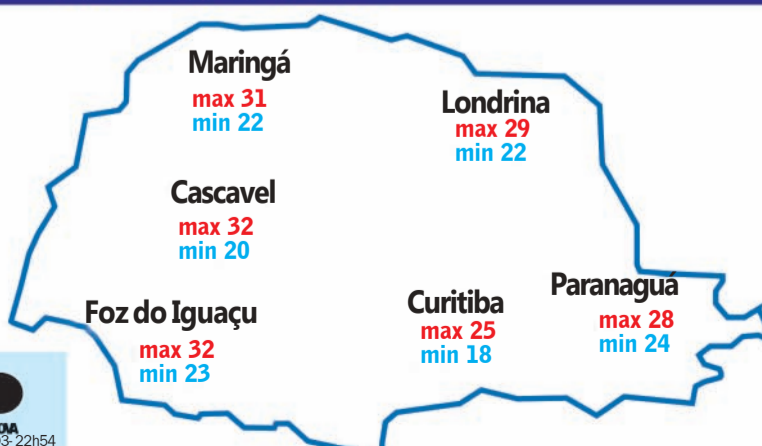 Maringá
max 31
min 22
Londrina
max 29
min 22
Cascavel
max 32
min 20
Foz do Iguaçu
max 32
min 23
Curitiba
max 25
min 18
Paranaguá
max 28
min 24
22h54